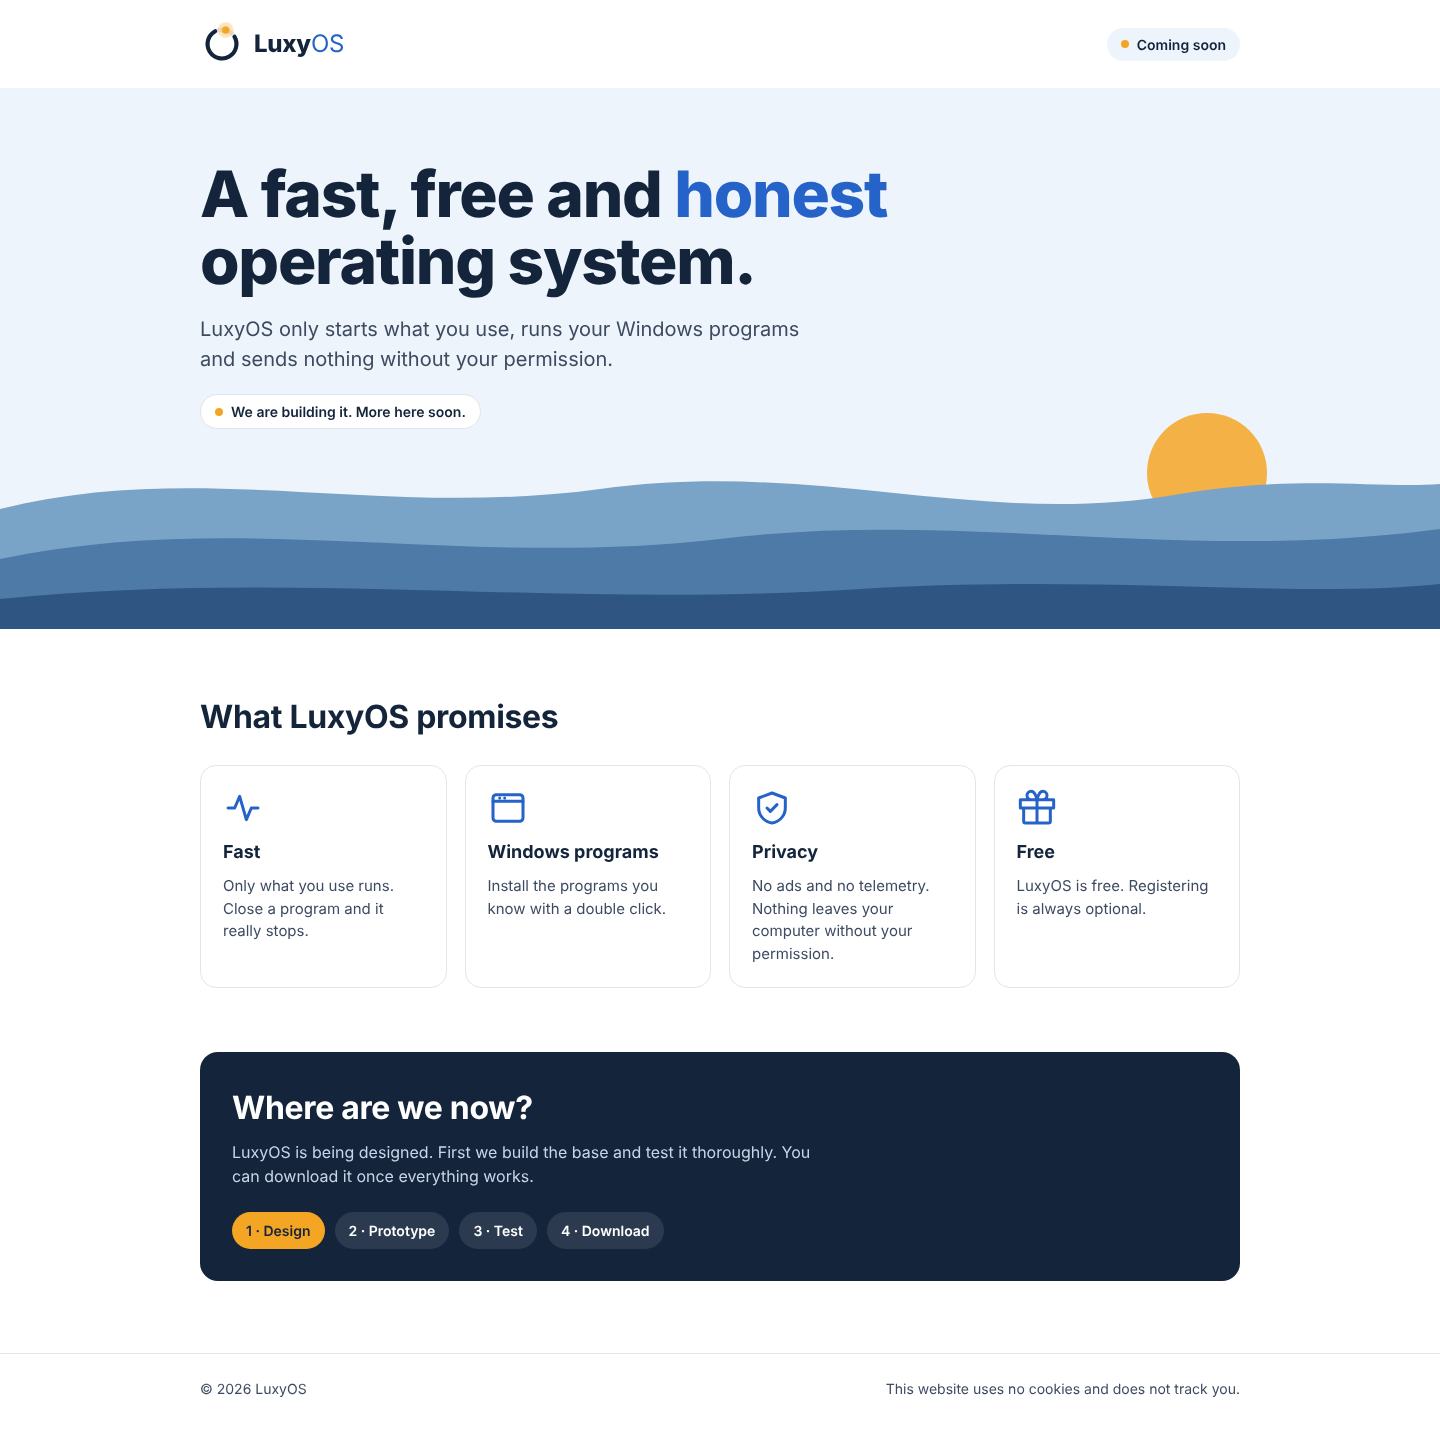 LuxyOS
Coming soon
A fast, free and honest
operating system.
LuxyOS only starts what you use, runs your Windows programs
and sends nothing without your permission.
We are building it. More here soon.
What LuxyOS promises
Fast
Only what you use runs.
Close a program and it
really stops.
Windows programs
Install the programs you
know with a double click.
Privacy
No ads and no telemetry.
Nothing leaves your
computer without your
permission.
Free
LuxyOS is free. Registering
is always optional.
Where are we now?
LuxyOS is being designed. First we build the base and test it thoroughly. You
can download it once everything works.
1 · Design
2 · Prototype
3 · Test
4 · Download
© 2026 LuxyOS
This website uses no cookies and does not track you.